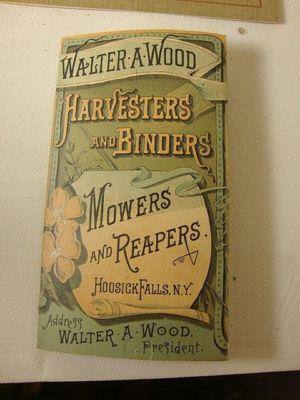 WALTER·A·WOOD
HARVESTERS
AND BINDERS
MOWERS
AND REAPERS.
HOOSICK FALLS, N.Y.
Address
WALTER·A·WOOD.
President.